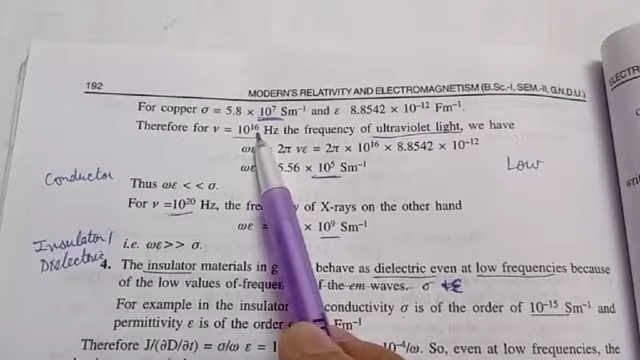 192
MODERN'S RELATIVITY AND ELECTROMAGNETISM (B.Sc.-I, SEM.-II, G.N.D.U.)
For copper σ = 5.8 × 10⁷ Sm⁻¹ and ε 8.8542 × 10⁻¹² Fm⁻¹.
Therefore for ν = 10¹⁶ Hz the frequency of ultraviolet light, we have
ωε = 2π νε = 2π × 10¹⁶ × 8.8542 × 10⁻¹²
ωε 5.56 × 10⁵ Sm⁻¹
Low
Conductor
Thus ωε << σ.
For ν = 10²⁰ Hz, the fre y of X-rays on the other hand
ωε = × 10⁹ Sm⁻¹
Insulator/
Dielectric
i.e. ωε >> σ.
4. The insulator materials in g behave as dielectric even at low frequencies because
of the low values of frequen f the em waves. σ
For example in the insulator conductivity σ is of the order of 10⁻¹⁵ Sm⁻¹ and
permittivity ε is of the order Fm⁻¹
Therefore J/(∂D/∂t) = σ/ω ε = 1 ⁻⁴/ω. So, even at low frequencies, the
ELECTR